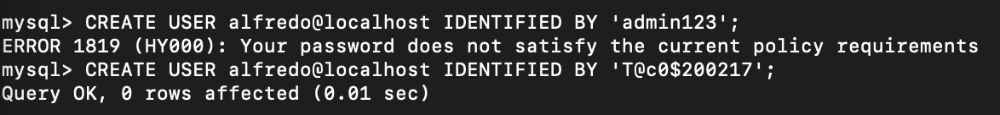 mysql> CREATE USER alfredo@localhost IDENTIFIED BY 'admin123';
ERROR 1819 (HY000): Your password does not satisfy the current policy requirements
mysql> CREATE USER alfredo@localhost IDENTIFIED BY 'T@c0$200217';
Query OK, 0 rows affected (0.01 sec)